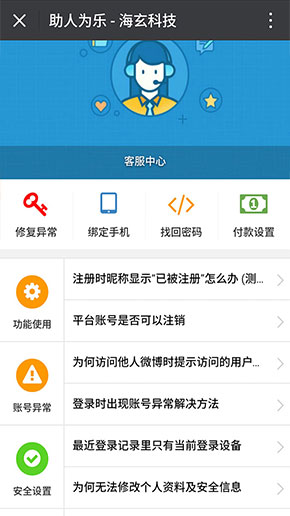 助人为乐 - 海玄科技
客服中心
修复异常
绑定手机
找回密码
付款设置
注册时昵称显示“已被注册”怎么办 (测...
功能使用
平台账号是否可以注销
为何访问他人微博时提示访问的用户...
账号异常
登录时出现账号异常解决方法
最近登录记录里只有当前登录设备
安全设置
为何无法修改个人资料及安全信息